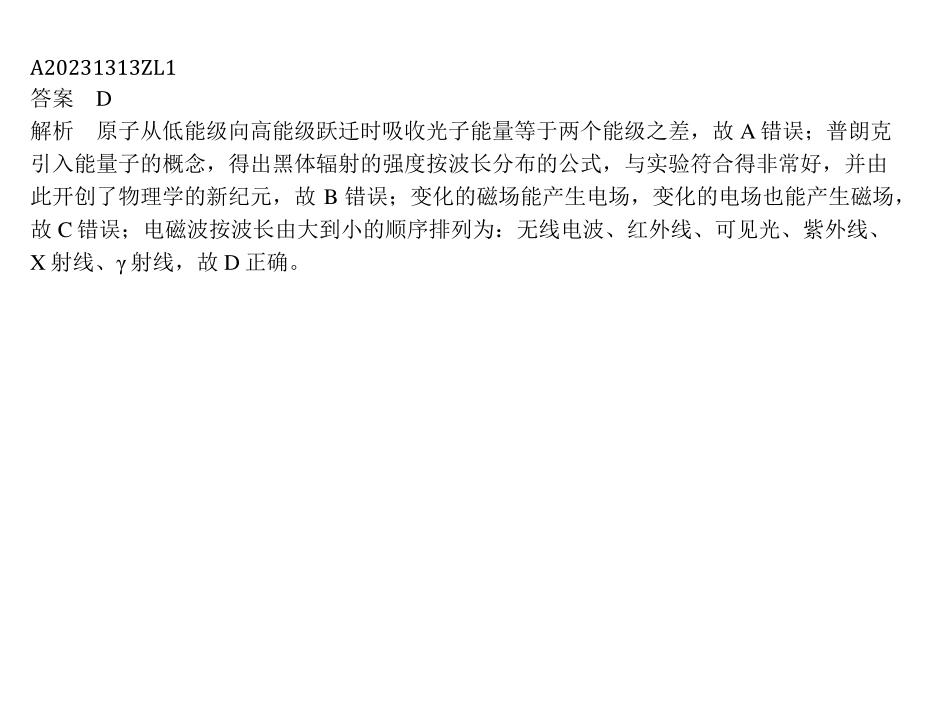 A20231313ZL1
答案　D
解析　原子从低能级向高能级跃迁时吸收光子能量等于两个能级之差，故 A 错误；普朗克
引入能量子的概念，得出黑体辐射的强度按波长分布的公式，与实验符合得非常好，并由
此开创了物理学的新纪元，故 B 错误；变化的磁场能产生电场，变化的电场也能产生磁场，
故 C 错误；电磁波按波长由大到小的顺序排列为：无线电波、红外线、可见光、紫外线、
X 射线、γ 射线，故 D 正确。